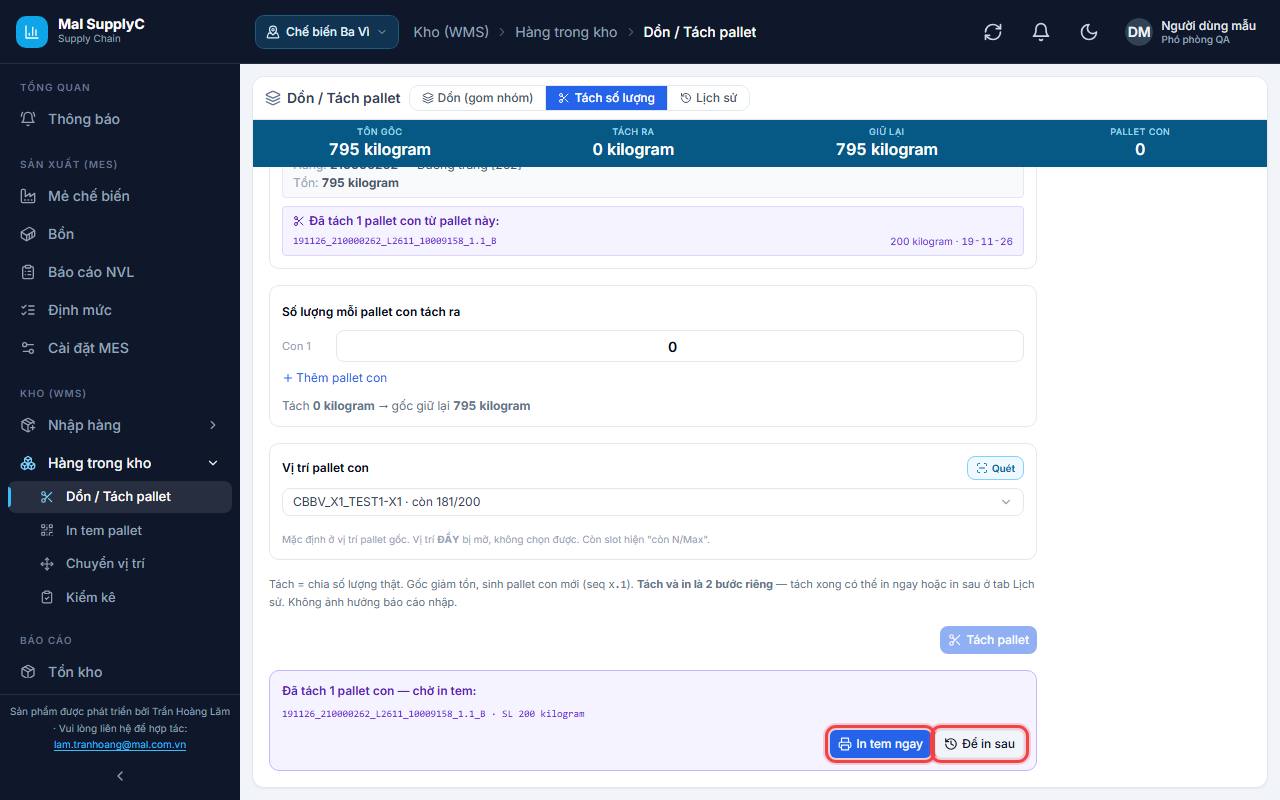 Mal SupplyC
Supply Chain
Chế biến Ba Vì
Kho (WMS) > Hàng trong kho > Dồn / Tách pallet
DM
Người dùng mẫu
Phó phòng QA
TỔNG QUAN
Thông báo
SẢN XUẤT (MES)
Mẻ chế biến
Bồn
Báo cáo NVL
Định mức
Cài đặt MES
KHO (WMS)
Nhập hàng
Hàng trong kho
Dồn / Tách pallet
In tem pallet
Chuyển vị trí
Kiểm kê
BÁO CÁO
Tồn kho
Sản phẩm được phát triển bởi Trần Hoàng Lâm
· Vui lòng liên hệ để hợp tác:
lam.tranhoang@mal.com.vn
Dồn / Tách pallet
Dồn (gom nhóm)
Tách số lượng
Lịch sử
TỒN GỐC
795 kilogram
TÁCH RA
0 kilogram
GIỮ LẠI
795 kilogram
PALLET CON
0
Tồn: 795 kilogram
Đã tách 1 pallet con từ pallet này:
191126_210000262_L2611_10009158_1.1_B
200 kilogram · 19-11-26
Số lượng mỗi pallet con tách ra
Con 1
0
+ Thêm pallet con
Tách 0 kilogram → gốc giữ lại 795 kilogram
Vị trí pallet con
Quét
CBBV_X1_TEST1-X1 · còn 181/200
Mặc định ở vị trí pallet gốc. Vị trí ĐẦY bị mờ, không chọn được. Còn slot hiện "còn N/Max".
Tách = chia số lượng thật. Gốc giảm tồn, sinh pallet con mới (seq x.1). Tách và in là 2 bước riêng — tách xong có thể in ngay hoặc in sau ở tab Lịch
sử. Không ảnh hưởng báo cáo nhập.
Tách pallet
Đã tách 1 pallet con — chờ in tem:
191126_210000262_L2611_10009158_1.1_B · SL 200 kilogram
In tem ngay
Để in sau